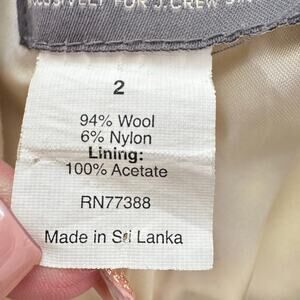 FOR J.CREW
2
94% Wool
6% Nylon
Lining:
100% Acetate
RN77388
Made in Sri Lanka